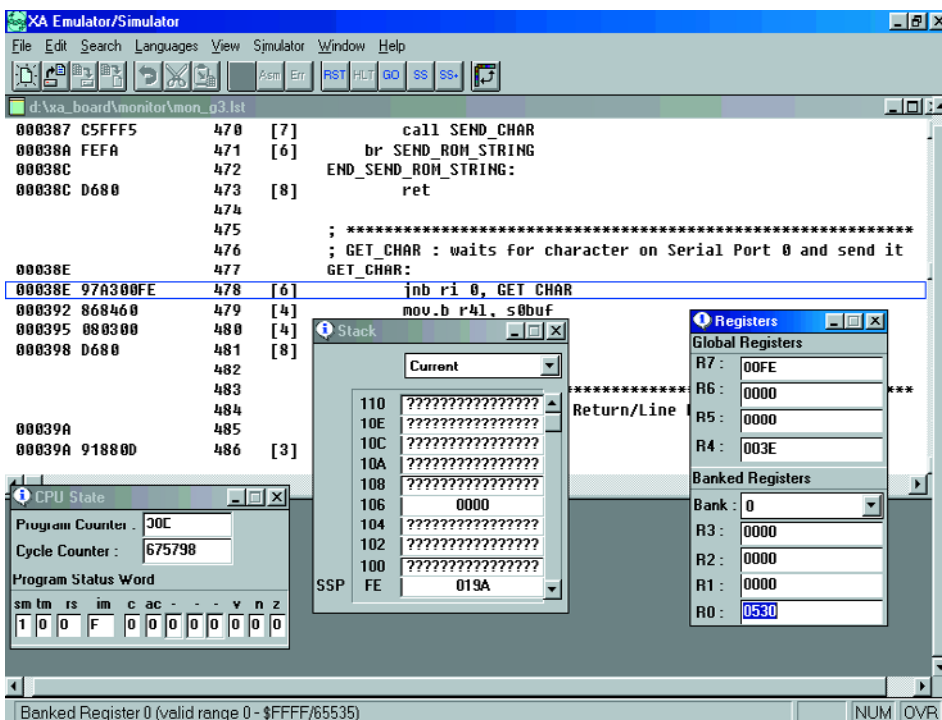 XA Emulator/Simulator
File Edit Search Languages View Simulator Window Help
Asm Err RST HLT GO SS SS+
d:\xa_board\monitor\mon_g3.lst
000387 C5FFF5 470 [7] call SEND_CHAR
00038A FEFA 471 [6] br SEND_ROM_STRING
00038C 472 END_SEND_ROM_STRING:
00038C D680 473 [8] ret
474
475 ; *************************************************************
476 ; GET_CHAR : waits for character on Serial Port 0 and send it
00038E 477 GET_CHAR:
00038E 97A300FE 478 [6] jnb ri 0, GET CHAR
000392 868460 479 [4] mov.b r4l, s0buf
000395 080300 480 [4]
000398 D680 481 [8]
482
483 ***
484 Return/Line
00039A 485
00039A 91880D 486 [3]
Stack
Current
110 ????????????????
10E ????????????????
10C ????????????????
10A ????????????????
108 ????????????????
106 0000
104 ????????????????
102 ????????????????
100 ????????????????
SSP FE 019A
Registers
Global Registers
R7 : 00FE
R6 : 0000
R5 : 0000
R4 : 003E
Banked Registers
Bank : 0
R3 : 0000
R2 : 0000
R1 : 0000
R0 : 0530
CPU State
Program Counter :
Cycle Counter : 675798
Program Status Word
sm tm rs im c ac - - - v n z
1 0 0 F 0 0 0 0 0 0 0 0
Banked Register 0 (valid range 0 - $FFFF/65535)
NUM OVR